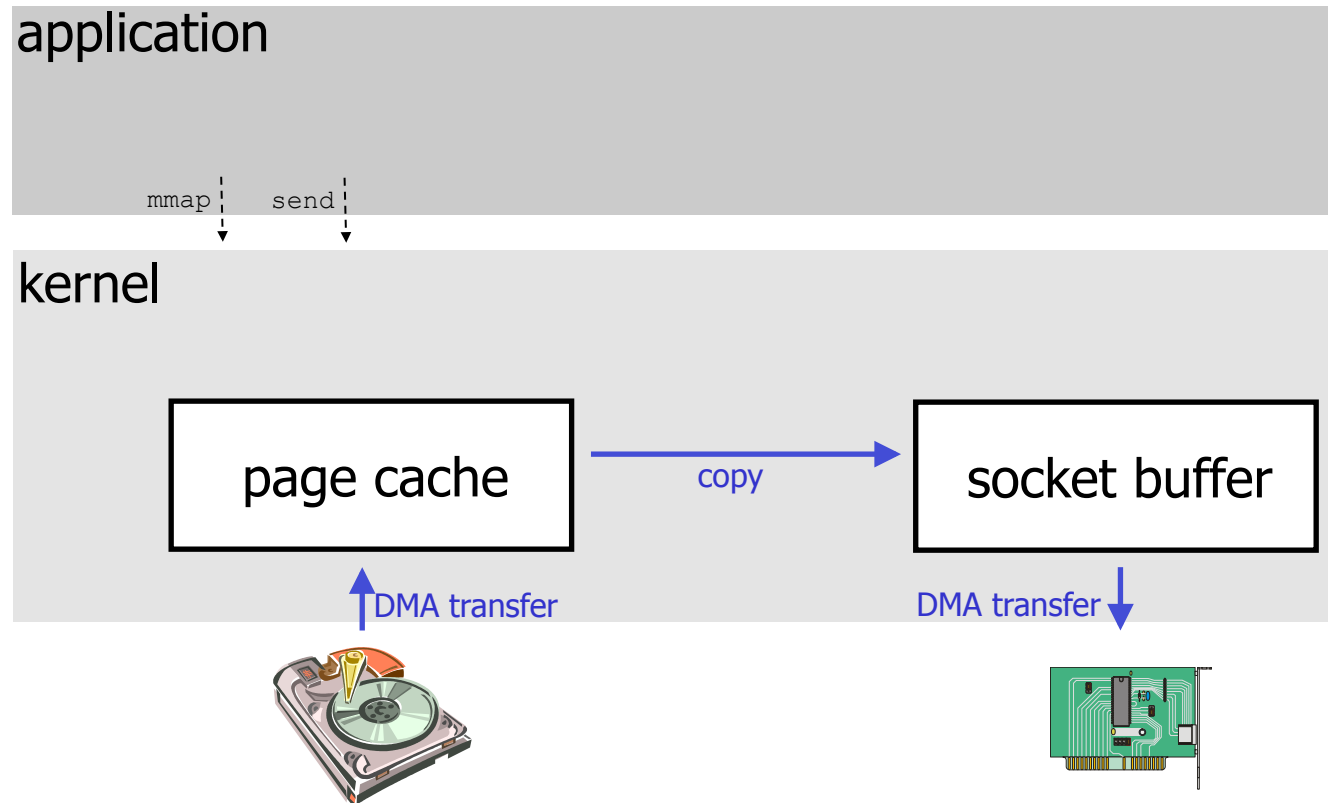 application
mmap
send
kernel
page cache
copy
socket buffer
DMA transfer
DMA transfer